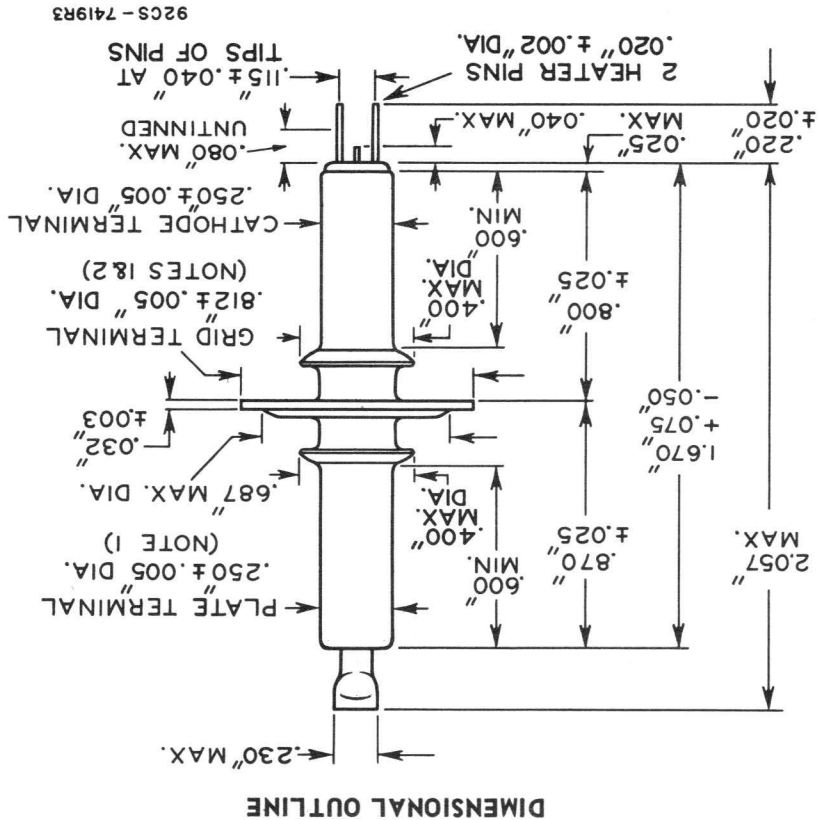 DIMENSIONAL OUTLINE
.230" MAX.
2.057"
MAX.
1.670"
+.075"
-.050"
.870"
±.025
.600"
MIN.
PLATE TERMINAL
.250"±.005" DIA.
(NOTE 1)
.400"
MAX.
DIA.
.687" MAX. DIA.
.032"
±.003
GRID TERMINAL
.812"±.005" DIA.
(NOTES 1&2)
.800"
±.025
.400"
MAX.
DIA.
.600"
MIN.
CATHODE TERMINAL
.250"±.005" DIA.
.220"
±.020
.025"
MAX
.040" MAX.
.080" MAX.
UNTINNED
2 HEATER PINS
.020"±.002" DIA.
.115"±.040" AT
TIPS OF PINS
92CS-7419R3